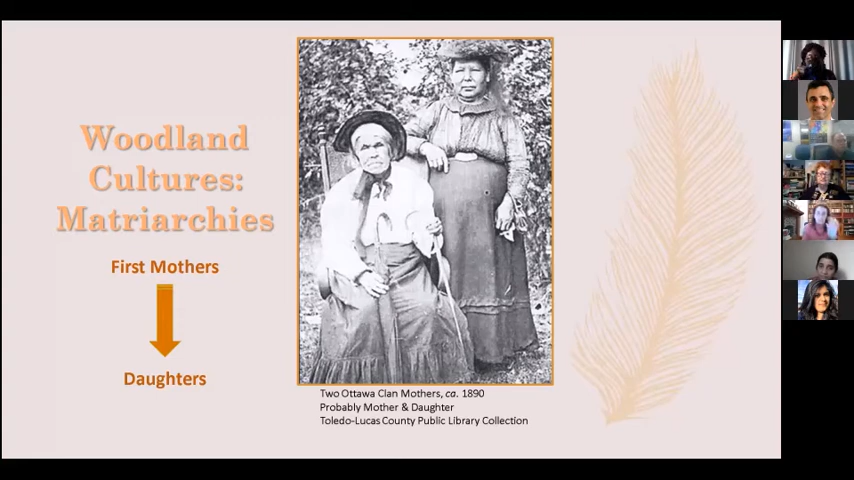 Woodland
Cultures:
Matriarchies
First Mothers
Daughters
Two Ottawa Clan Mothers, ca. 1890
Probably Mother & Daughter
Toledo-Lucas County Public Library Collection